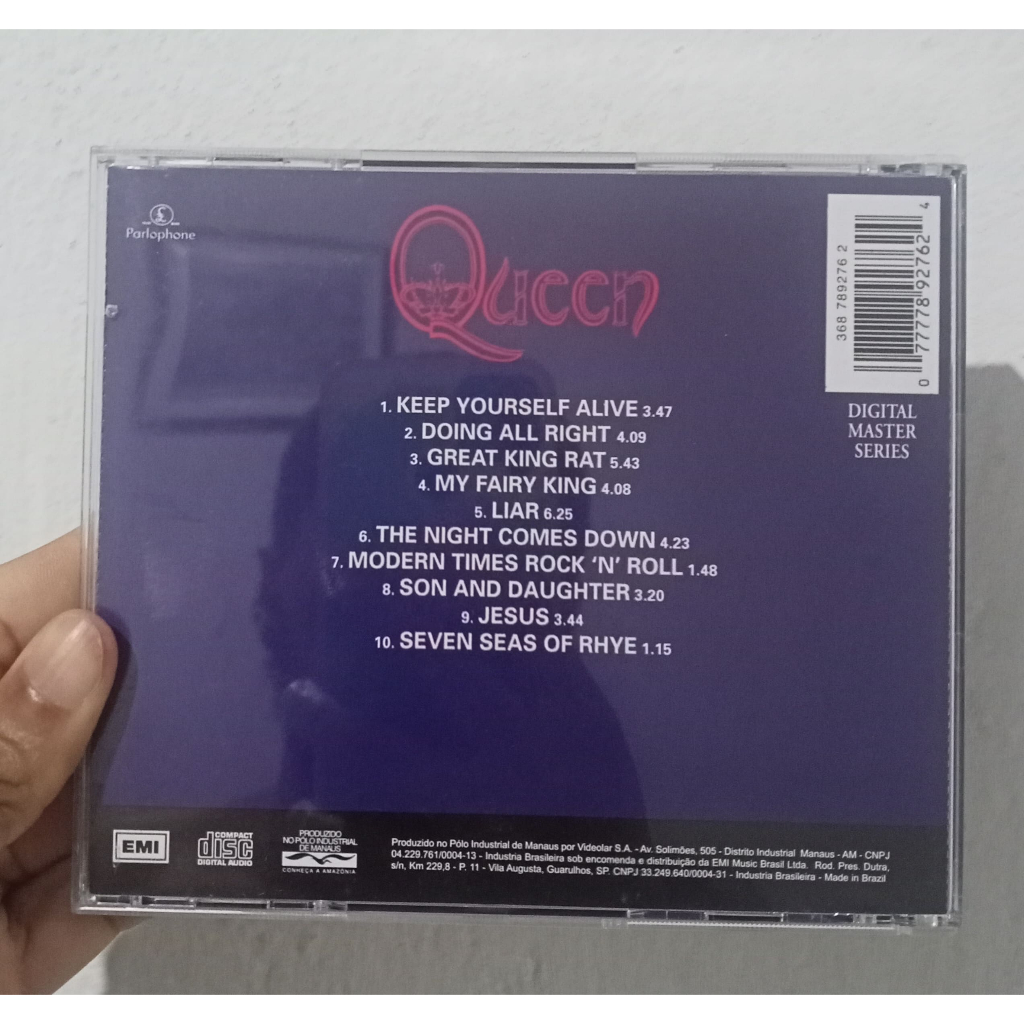 Parlophone
Queen
368 789276 2
0 77778 92762 4
DIGITAL
MASTER
SERIES
1. KEEP YOURSELF ALIVE 3.47
2. DOING ALL RIGHT 4.09
3. GREAT KING RAT 5.43
4. MY FAIRY KING 4.08
5. LIAR 6.25
6. THE NIGHT COMES DOWN 4.23
7. MODERN TIMES ROCK ‘N’ ROLL 1.48
8. SON AND DAUGHTER 3.20
9. JESUS 3.44
10. SEVEN SEAS OF RHYE 1.15
EMI
COMPACT
disc
DIGITAL AUDIO
PRODUZIDO
NO PÓLO INDUSTRIAL
DE MANAUS
CONHEÇA A AMAZÔNIA
Produzido no Pólo Industrial de Manaus por Videolar S.A. - Av. Solimões, 505 - Distrito Industrial Manaus - AM - CNPJ
04.229.761/0004-13 - Industria Brasileira sob encomenda e distribuição da EMI Music Brasil Ltda. Rod. Pres. Dutra,
s/n, Km 229,8 - P. 11 - Vila Augusta, Guarulhos, SP. CNPJ 33.249.640/0004-31 - Industria Brasileira - Made in Brazil